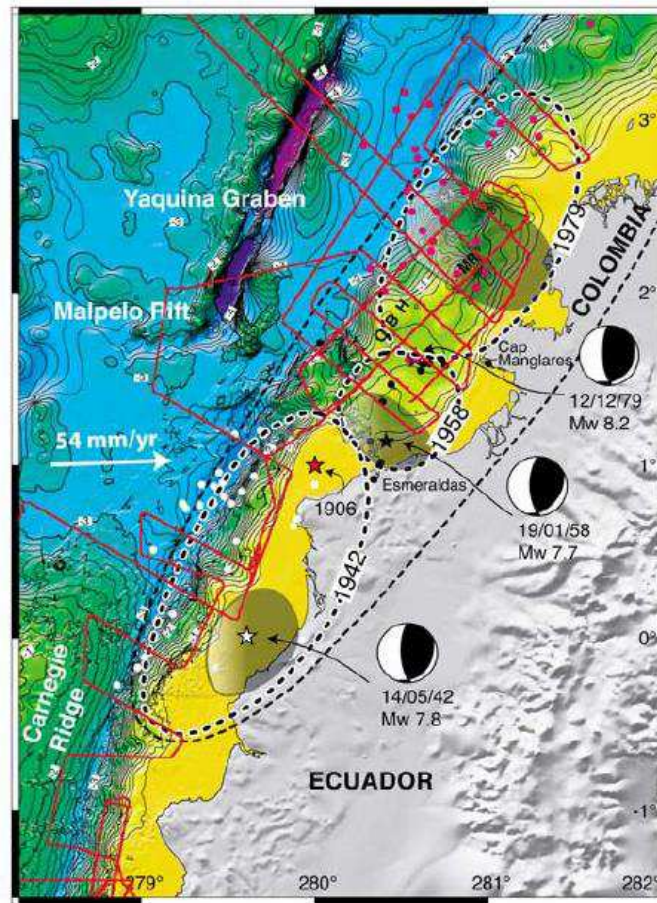 3°
Yaquina Graben
1979
COLOMBIA
MB
2°
Malpelo Rift
O B H
Cap
Manglares
12/12/79
Mw 8.2
54 mm/yr
1958
1°
Esmeraldas
1906
19/01/58
Mw 7.7
1942
0°
14/05/42
Mw 7.8
Carnegie
Ridge
ECUADOR
-1°
279°
280°
281°
282°